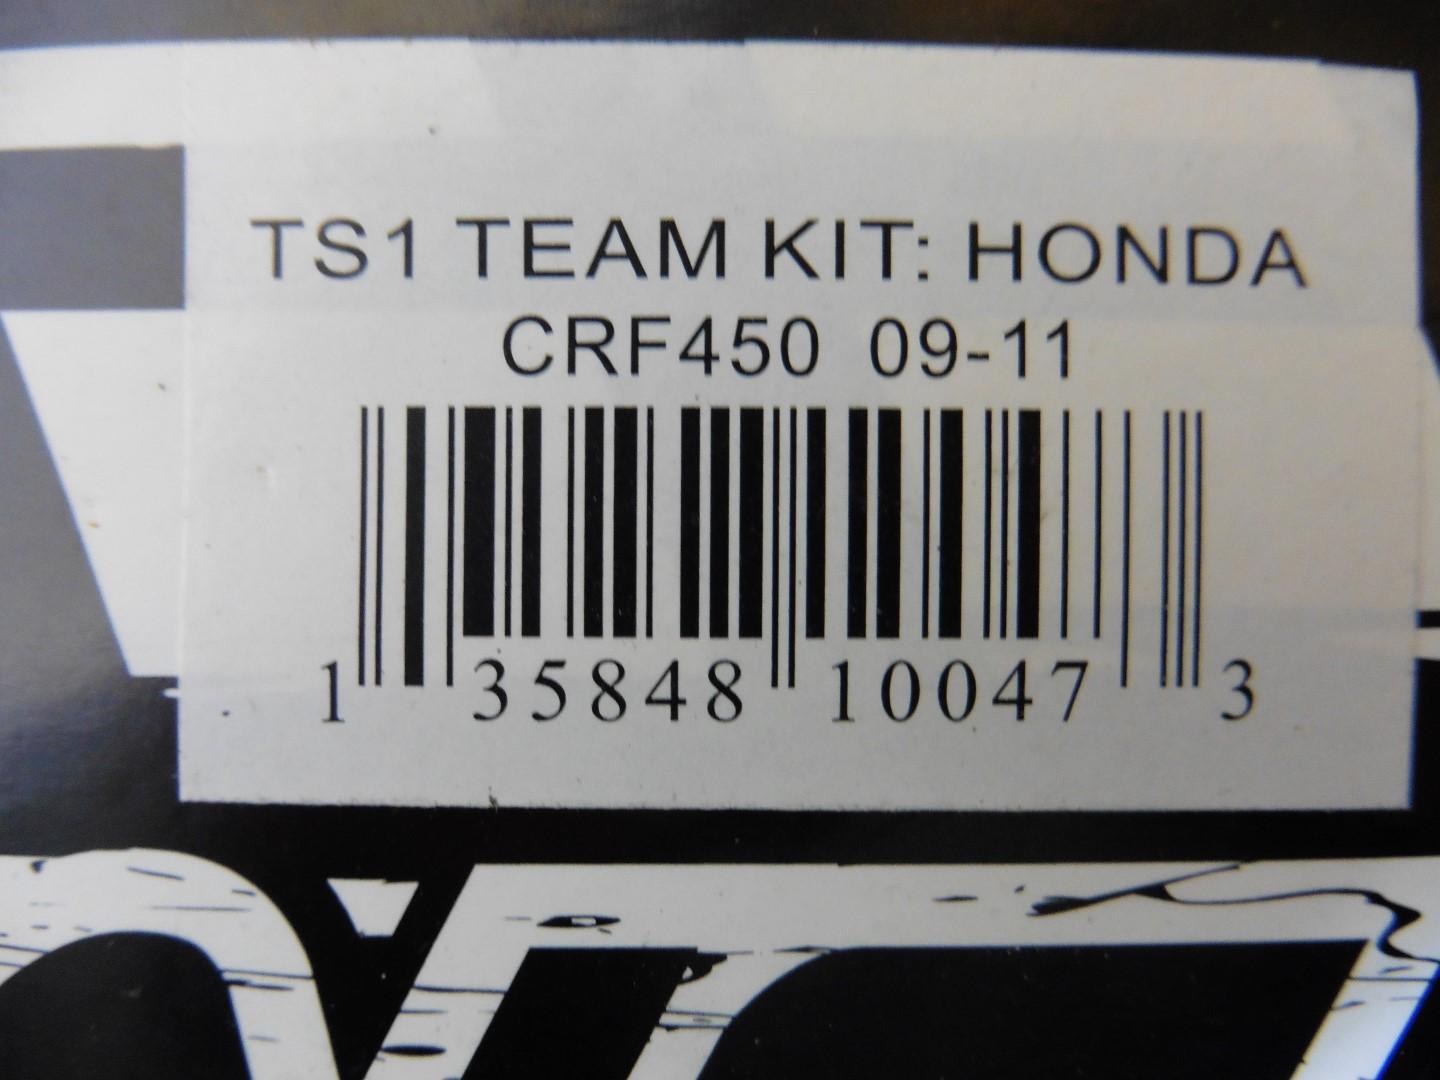 TS1 TEAM KIT: HONDA
CRF450 09-11
1 35848 10047 3